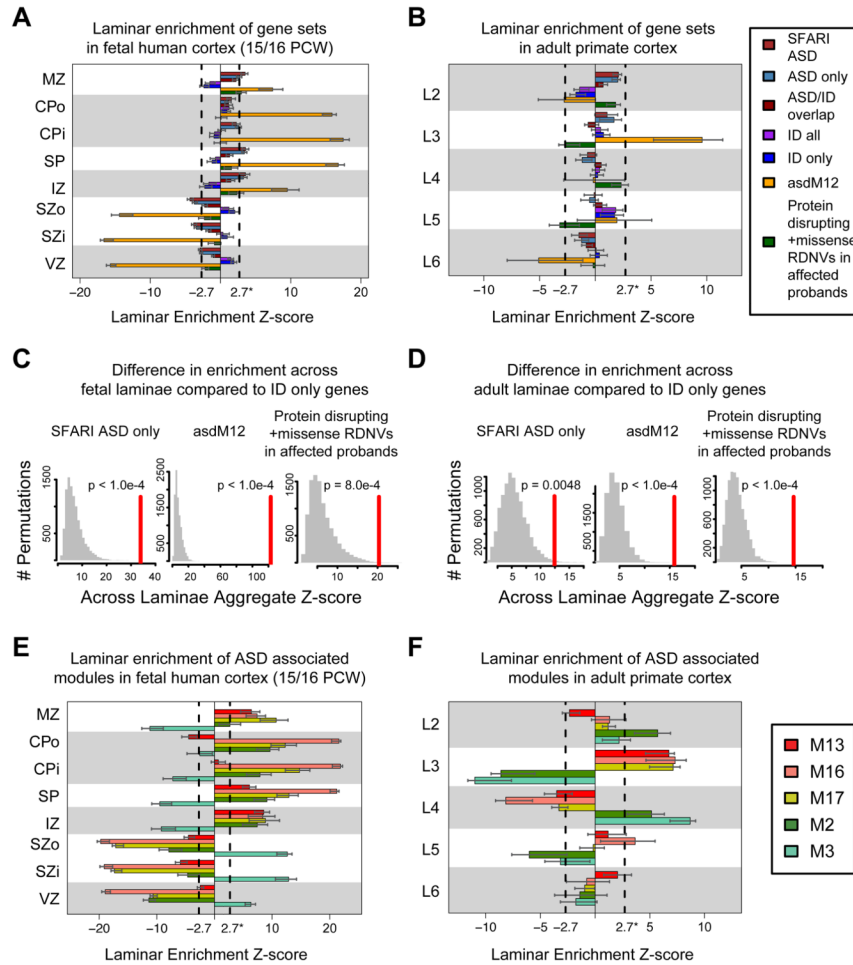 A
Laminar enrichment of gene sets
in fetal human cortex (15/16 PCW)
MZ
CPo
CPi
SP
IZ
SZo
SZi
VZ
−20 −10 −2.7 2.7* 10 20
Laminar Enrichment Z-score
B
Laminar enrichment of gene sets
in adult primate cortex
L2
L3
L4
L5
L6
−10 −5 −2.7 2.7* 5 10
Laminar Enrichment Z-score
SFARI
ASD
ASD only
ASD/ID
overlap
ID all
ID only
asdM12
Protein
disrupting
+missense
RDNVs in
affected
probands
C
Difference in enrichment across
fetal laminae compared to ID only genes
SFARI ASD only
asdM12
Protein disrupting
+missense RDNVs
in affected probands
# Permutations
500 1500
p < 1.0e-4
10 20 30 40
500 1000 1500 2000 2500
p < 1.0e-4
20 60 100
500 1500
p = 8.0e-4
10 20
Across Laminae Aggregate Z-score
D
Difference in enrichment across
adult laminae compared to ID only genes
SFARI ASD only
asdM12
Protein disrupting
+missense RDNVs
in affected probands
# Permutations
200 600 1000
p = 0.0048
5 10 15
500 1000 1500 2000
p < 1.0e-4
5 15
200 600 1000
p < 1.0e-4
5 15
Across Laminae Aggregate Z-score
E
Laminar enrichment of ASD associated
modules in fetal human cortex (15/16 PCW)
MZ
CPo
CPi
SP
IZ
SZo
SZi
VZ
−20 −10 −2.7 2.7* 10 20
Laminar Enrichment Z-score
F
Laminar enrichment of ASD associated
modules in adult primate cortex
L2
L3
L4
L5
L6
−10 −5 −2.7 2.7* 5 10
Laminar Enrichment Z-score
M13
M16
M17
M2
M3